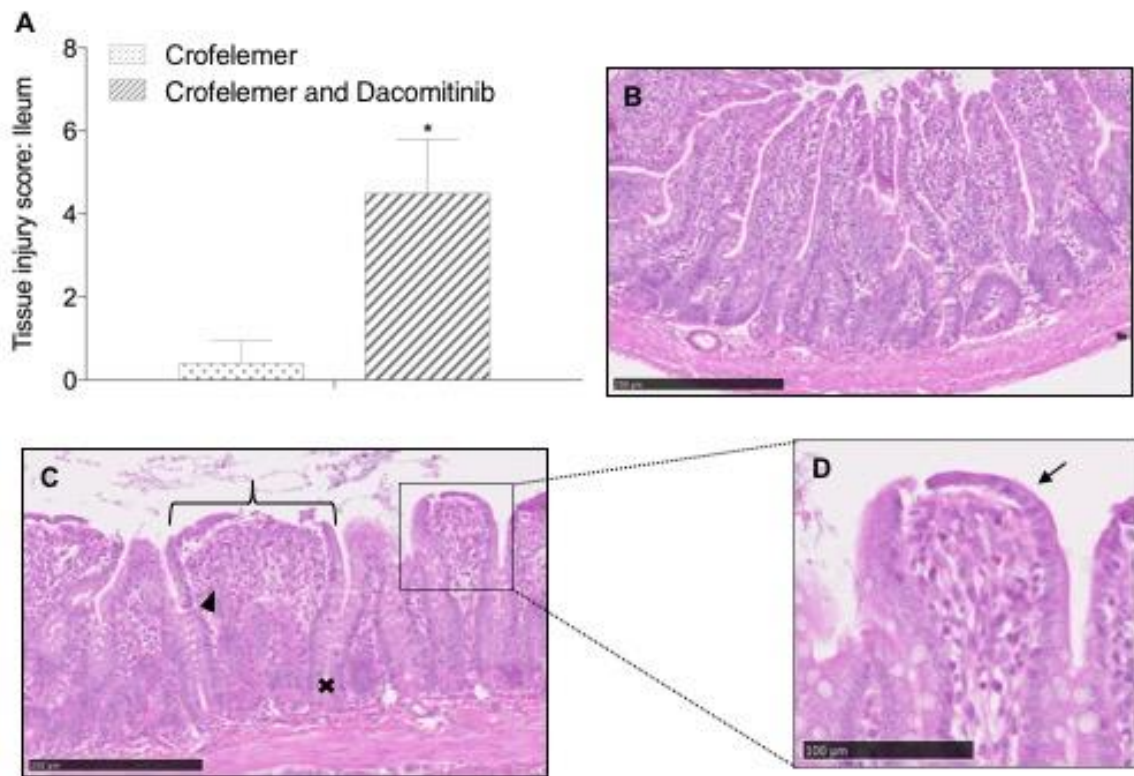 A
Tissue injury score: Ileum
8
6
4
2
0
Crofelemer
Crofelemer and Dacomitinib
*
B
C
D
100 µm